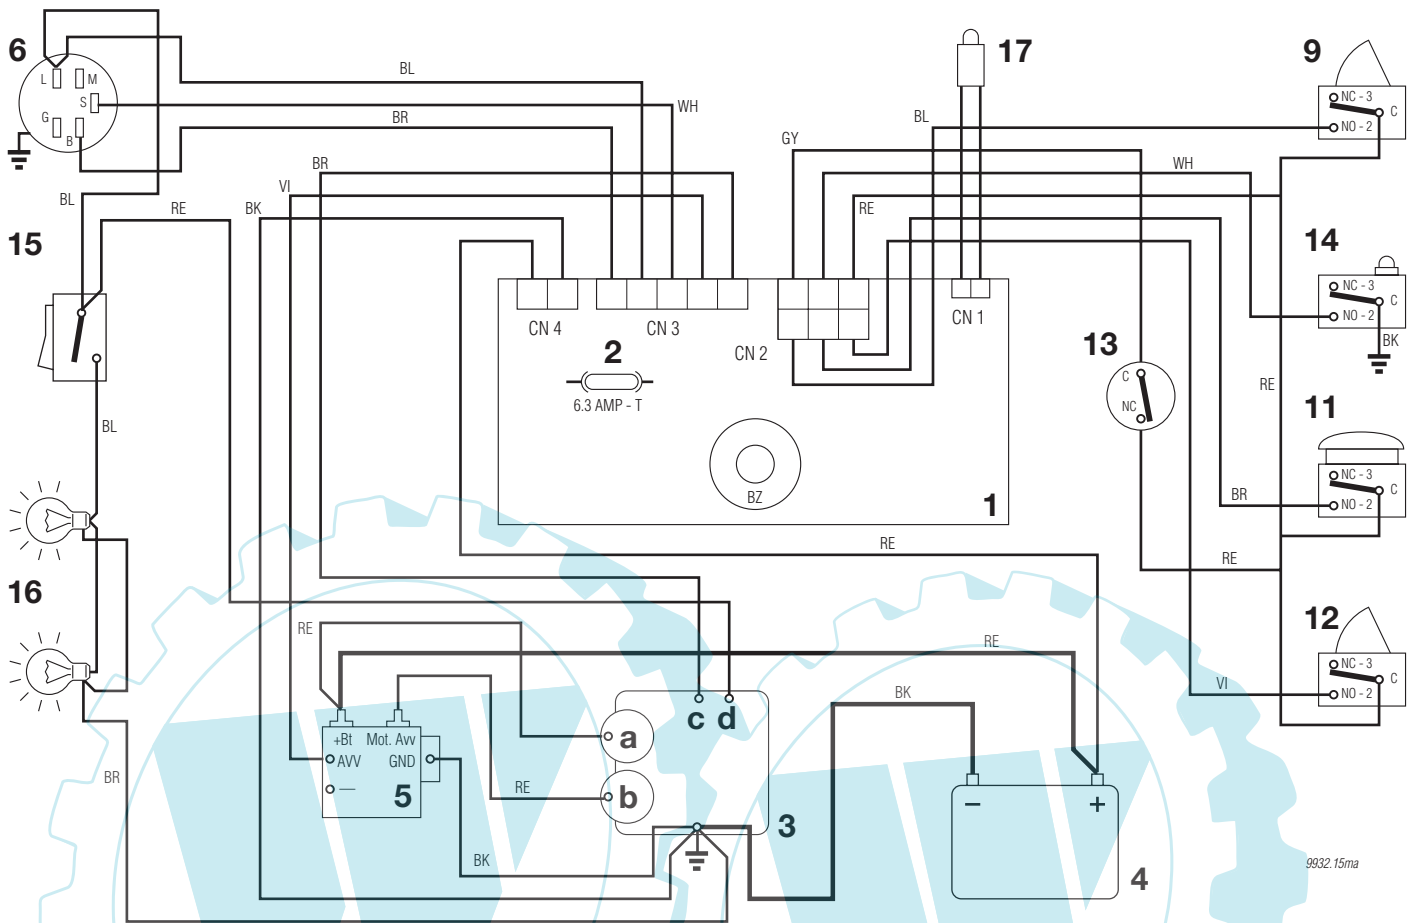 6
L
M
S
G
B
BL
WH
BR
BR
VI
BK
BL
RE
15
BL
16
BR
17
GY
BL
WH
RE
9
NC - 3
C
NO - 2
14
NC - 3
C
NO - 2
BK
CN 4
CN 3
CN 2
CN 1
2
6.3 AMP - T
BZ
1
13
C
NC
RE
11
NC - 3
C
NO - 2
BR
RE
RE
12
NC - 3
C
NO - 2
VI
RE
RE
BK
+Bt
Mot. Avv
AVV
GND
—
5
RE
BK
a
b
c
d
3
–
+
4
9932.15ma